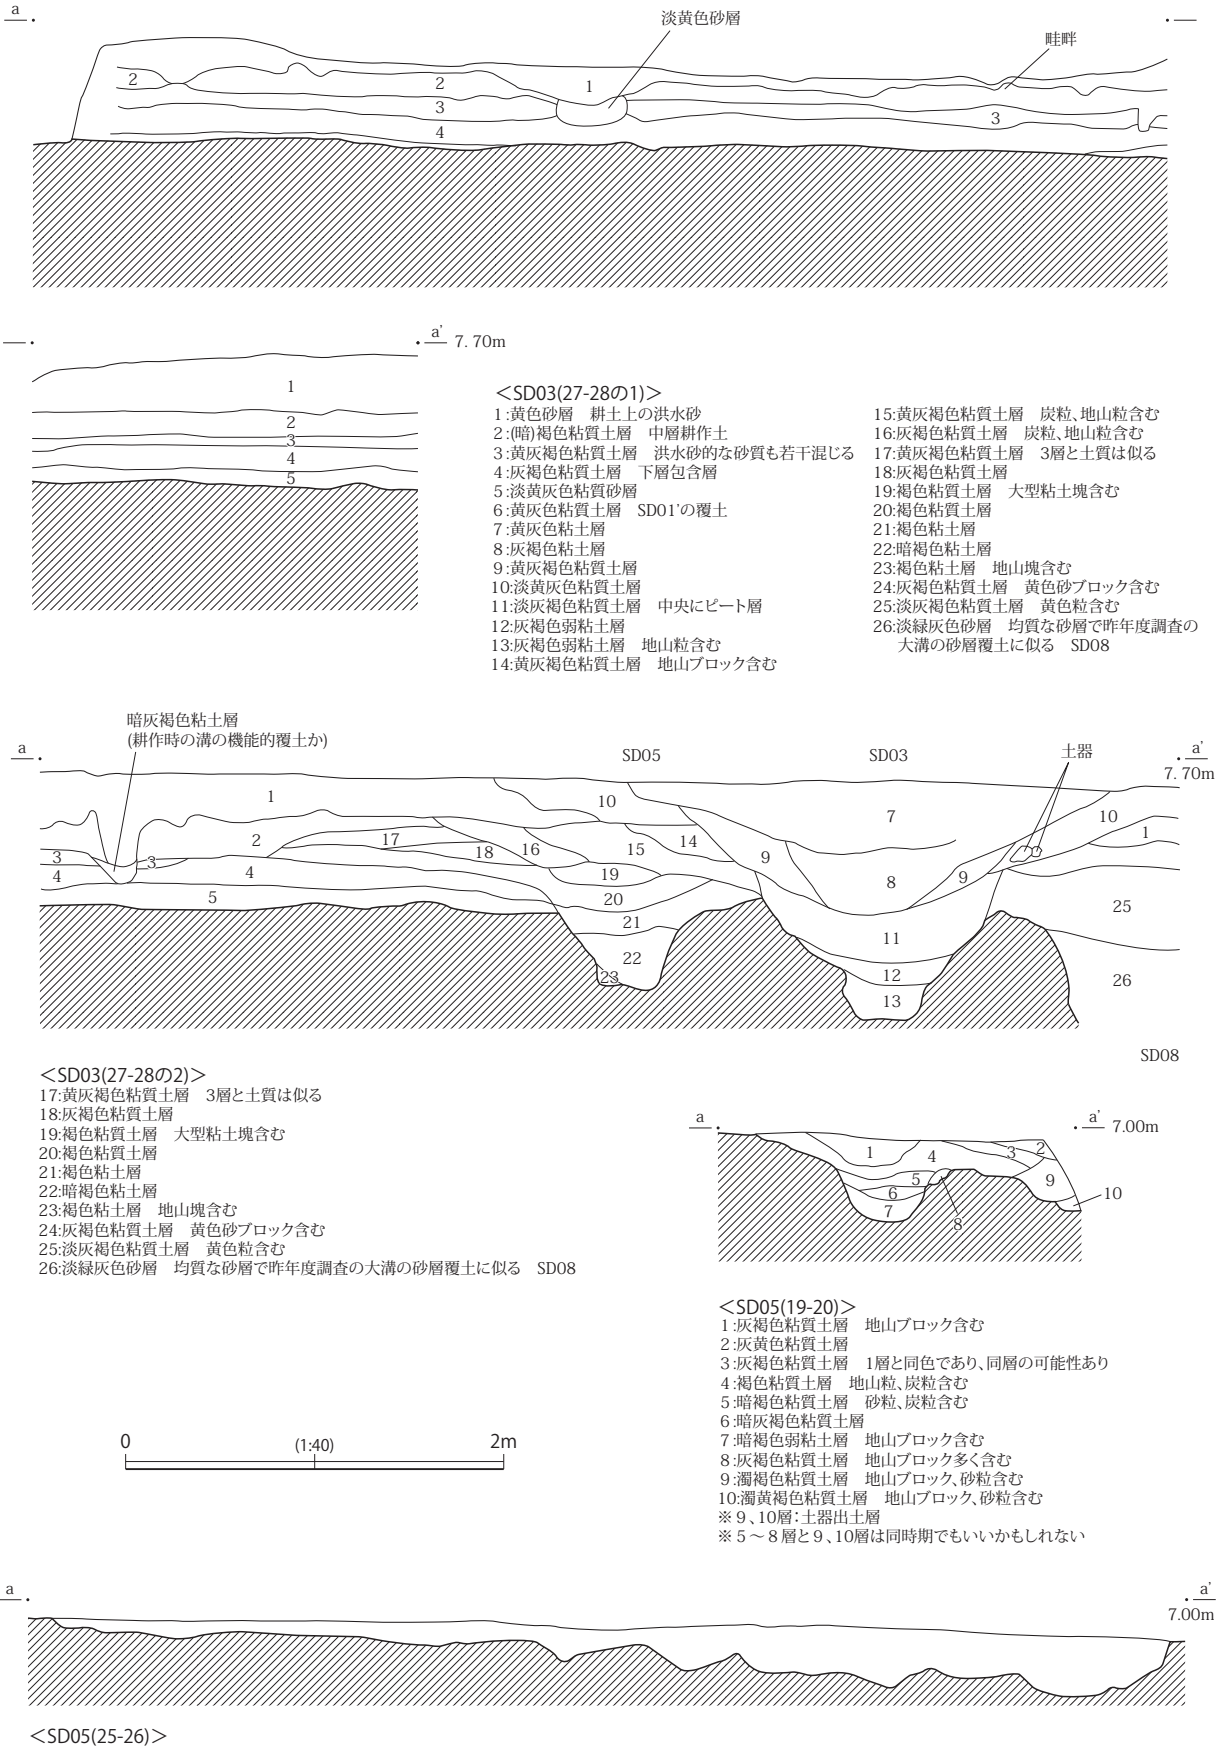 a
淡黄色砂層
畦畔
2
2
1
3
3
4
a'
7.70m
1
2
3
4
5
＜SD03(27-28の1)＞
1:黄色砂層　耕土上の洪水砂
2:(暗)褐色粘質土層　中層耕作土
3:黄灰褐色粘質土層　洪水砂的な砂質も若干混じる
4:灰褐色粘質土層　下層包含層
5:淡黄灰色粘質砂層
6:黄灰色粘質土層　SD01'の覆土
7:黄灰色粘土層
8:灰褐色粘土層
9:黄灰褐色粘質土層
10:淡黄灰色粘質土層
11:淡灰褐色粘質土層　中央にピート層
12:灰褐色弱粘土層
13:灰褐色弱粘土層　地山粒含む
14:黄灰褐色粘質土層　地山ブロック含む
15:黄灰褐色粘質土層　炭粒、地山粒含む
16:灰褐色粘質土層　炭粒、地山粒含む
17:黄灰褐色粘質土層　3層と土質は似る
18:灰褐色粘質土層
19:褐色粘質土層　大型粘土塊含む
20:褐色粘質土層
21:褐色粘土層
22:暗褐色粘土層
23:褐色粘土層　地山塊含む
24:灰褐色粘質土層　黄色砂ブロック含む
25:淡灰褐色粘質土層　黄色粒含む
26:淡緑灰色砂層　均質な砂層で昨年度調査の
大溝の砂層覆土に似る　SD08
暗灰褐色粘土層
(耕作時の溝の機能的覆土か)
a
SD05
SD03
土器
a'
7.70m
1
10
7
10
1
2
17
18
16
15
14
9
3
3
4
4
19
8
9
5
20
25
21
11
22
12
26
23
13
SD08
＜SD03(27-28の2)＞
17:黄灰褐色粘質土層　3層と土質は似る
18:灰褐色粘質土層
19:褐色粘質土層　大型粘土塊含む
20:褐色粘質土層
21:褐色粘土層
22:暗褐色粘土層
23:褐色粘土層　地山塊含む
24:灰褐色粘質土層　黄色砂ブロック含む
25:淡灰褐色粘質土層　黄色粒含む
26:淡緑灰色砂層　均質な砂層で昨年度調査の大溝の砂層覆土に似る　SD08
a
a'
7.00m
1
4
3
2
5
9
6
10
7
8
＜SD05(19-20)＞
1:灰褐色粘質土層　地山ブロック含む
2:灰黄色粘質土層
3:灰褐色粘質土層　1層と同色であり、同層の可能性あり
4:褐色粘質土層　地山粒、炭粒含む
5:暗褐色粘質土層　砂粒、炭粒含む
6:暗灰褐色粘質土層
7:暗褐色弱粘土層　地山ブロック含む
8:灰褐色粘質土層　地山ブロック多く含む
9:濁褐色粘質土層　地山ブロック、砂粒含む
10:濁黄褐色粘質土層　地山ブロック、砂粒含む
※9、10層：土器出土層
※5～8層と9、10層は同時期でもいいかもしれない
0
(1:40)
2m
a
a'
7.00m
＜SD05(25-26)＞